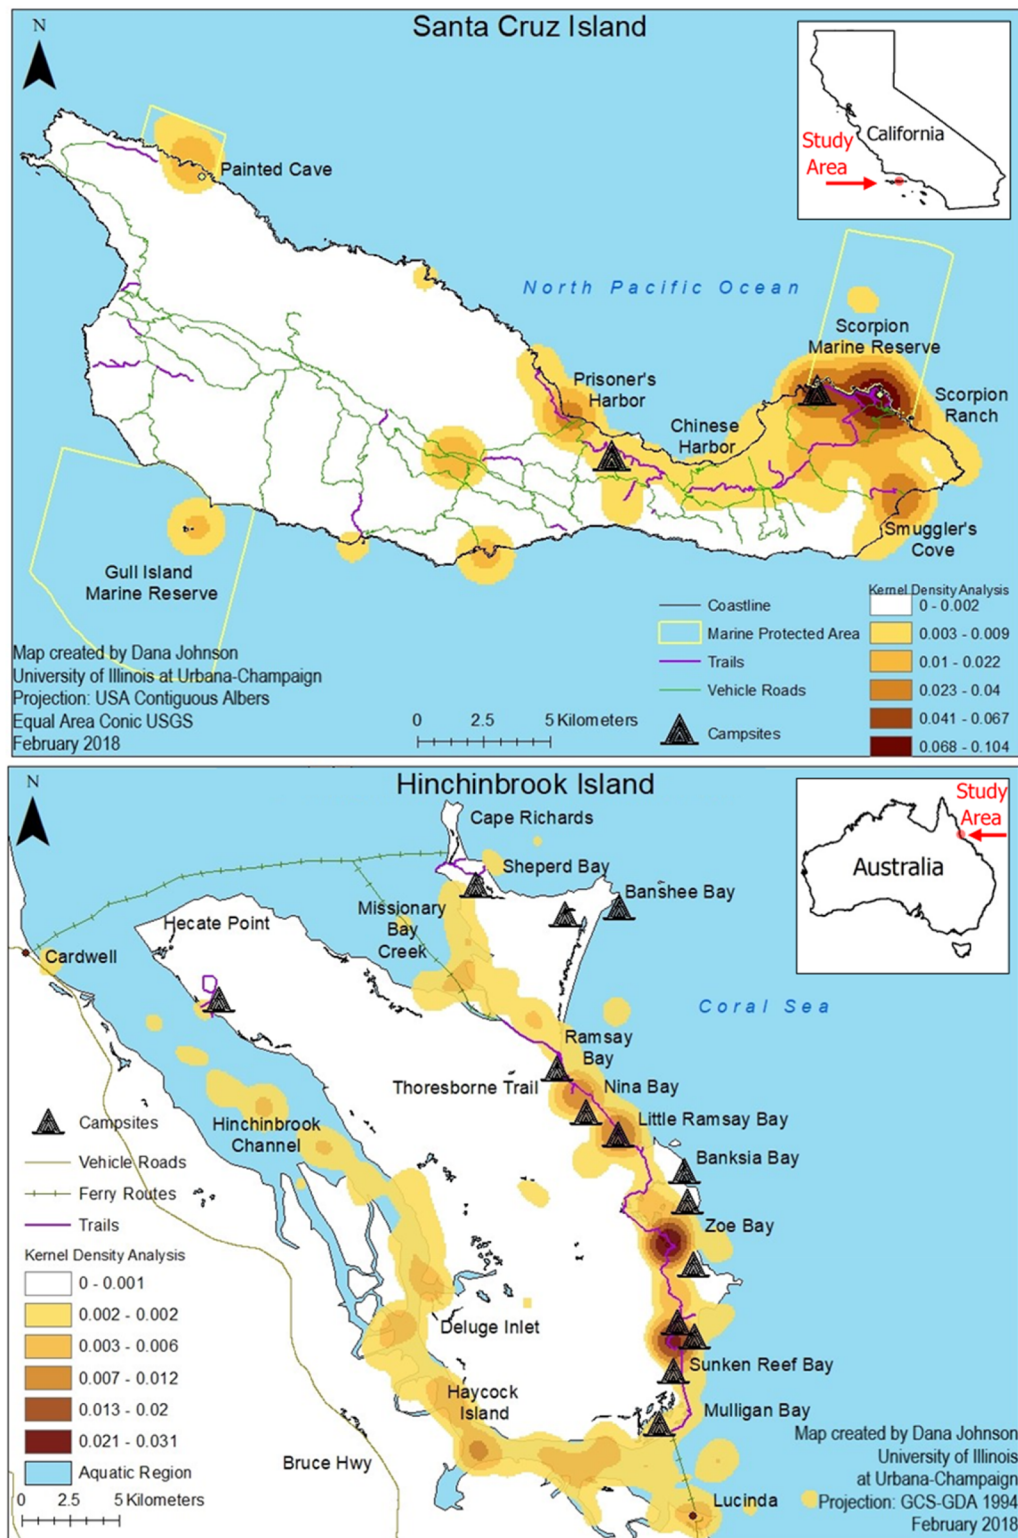 Santa Cruz Island
N
California
Study
Area
Painted Cave
North Pacific Ocean
Scorpion
Marine Reserve
Prisoner's
Harbor
Scorpion
Ranch
Chinese
Harbor
Smuggler's
Cove
Gull Island
Marine Reserve
Map created by Dana Johnson
University of Illinois at Urbana-Champaign
Projection: USA Contiguous Albers
Equal Area Conic USGS
February 2018
0 2.5 5 Kilometers
Coastline
Marine Protected Area
Trails
Vehicle Roads
Campsites
Kernel Density Analysis
0 - 0.002
0.003 - 0.009
0.01 - 0.022
0.023 - 0.04
0.041 - 0.067
0.068 - 0.104
Hinchinbrook Island
N
Study
Area
Australia
Cape Richards
Sheperd Bay
Banshee Bay
Missionary
Bay
Creek
Hecate Point
Cardwell
Coral Sea
Ramsay
Bay
Thoresborne Trail
Nina Bay
Little Ramsay Bay
Hinchinbrook
Channel
Banksia Bay
Zoe Bay
Deluge Inlet
Sunken Reef Bay
Haycock
Island
Mulligan Bay
Bruce Hwy
Lucinda
Campsites
Vehicle Roads
Ferry Routes
Trails
Kernel Density Analysis
0 - 0.001
0.002 - 0.002
0.003 - 0.006
0.007 - 0.012
0.013 - 0.02
0.021 - 0.031
Aquatic Region
0 2.5 5 Kilometers
Map created by Dana Johnson
University of Illinois
at Urbana-Champaign
Projection: GCS-GDA 1994
February 2018